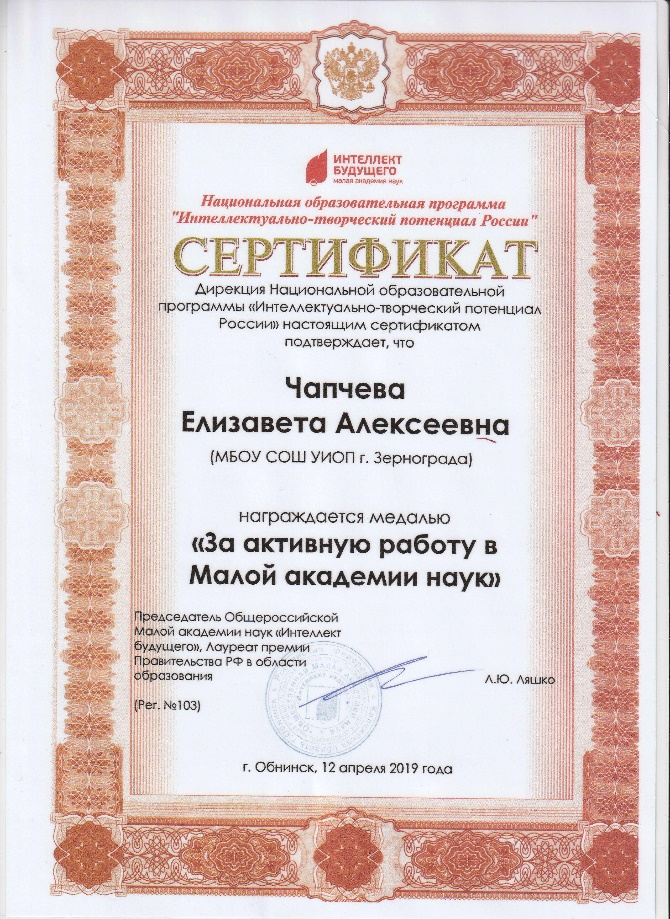 ИНТЕЛЛЕКТ
БУДУЩЕГО
малая академия наук
Национальная образовательная программа
"Интеллектуально-творческий потенциал России"
СЕРТИФИКАТ
Дирекция Национальной образовательной
программы «Интеллектуально-творческий потенциал
России» настоящим сертификатом
подтверждает, что
Чапчева
Елизавета Алексеевна
(МБОУ СОШ УИОП г. Зернограда)
награждается медалью
«За активную работу в
Малой академии наук»
Председатель Общероссийской
Малой академии наук «Интеллект
будущего», Лауреат премии
Правительства РФ в области
образования
Л.Ю. Ляшко
(Рег. №103)
г. Обнинск, 12 апреля 2019 года